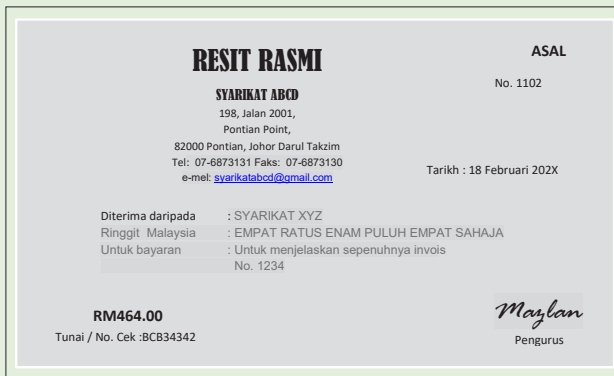 RESIT RASMI
ASAL
No. 1102
SYARIKAT ABCD
198, Jalan 2001,
Pontian Point,
82000 Pontian, Johor Darul Takzim
Tel: 07-6873131 Faks: 07-6873130
e-mel: syarikatabcd@gmail.com
Tarikh : 18 Februari 202X
Diterima daripada : SYARIKAT XYZ
Ringgit Malaysia : EMPAT RATUS ENAM PULUH EMPAT SAHAJA
Untuk bayaran : Untuk menjelaskan sepenuhnya invois
No. 1234
RM464.00
Tunai / No. Cek :BCB34342
Mazlan
Pengurus